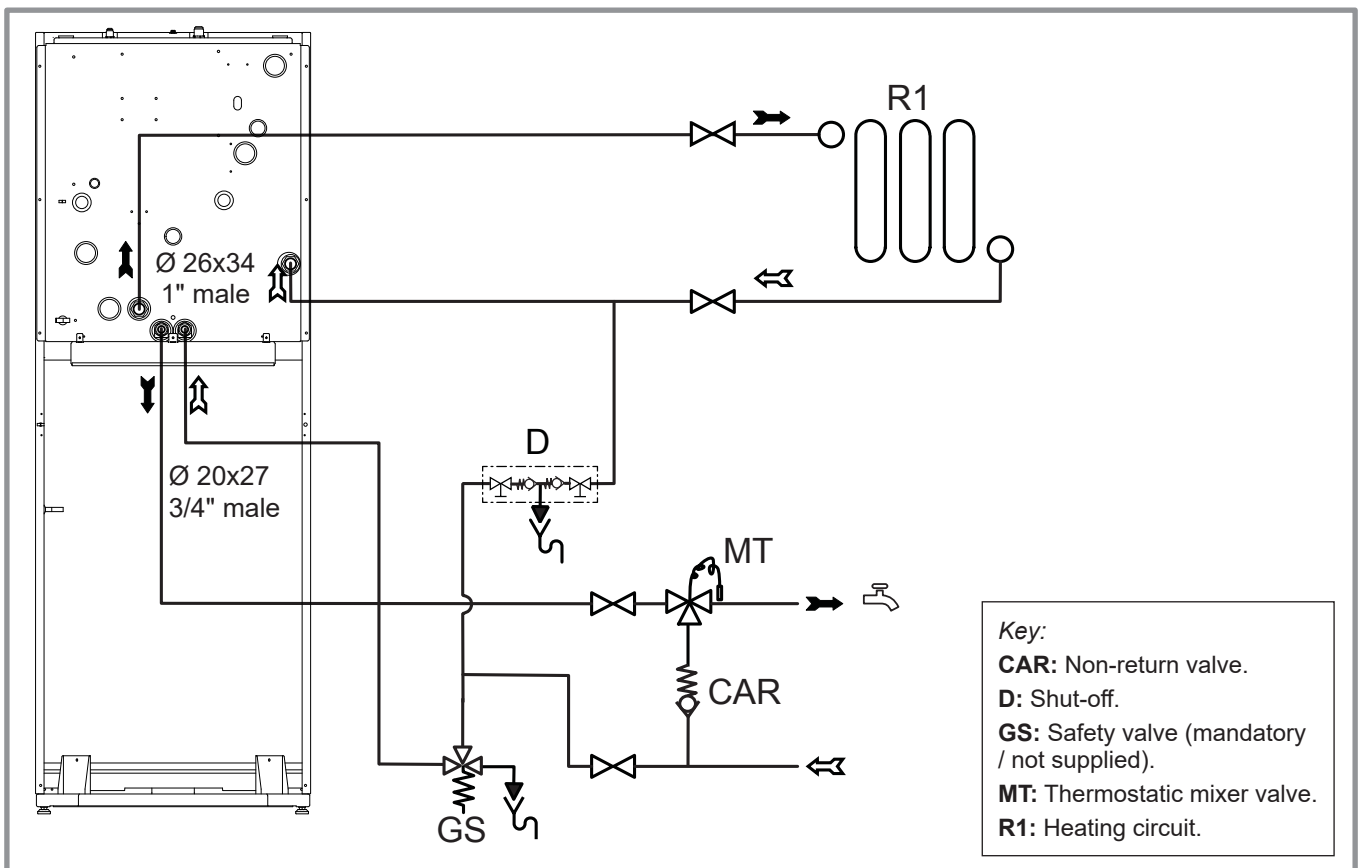 R1
Ø 26x34
1" male
D
Ø 20x27
3/4" male
MT
CAR
GS
Key:
CAR: Non-return valve.
D: Shut-off.
GS: Safety valve (mandatory
/ not supplied).
MT: Thermostatic mixer valve.
R1: Heating circuit.